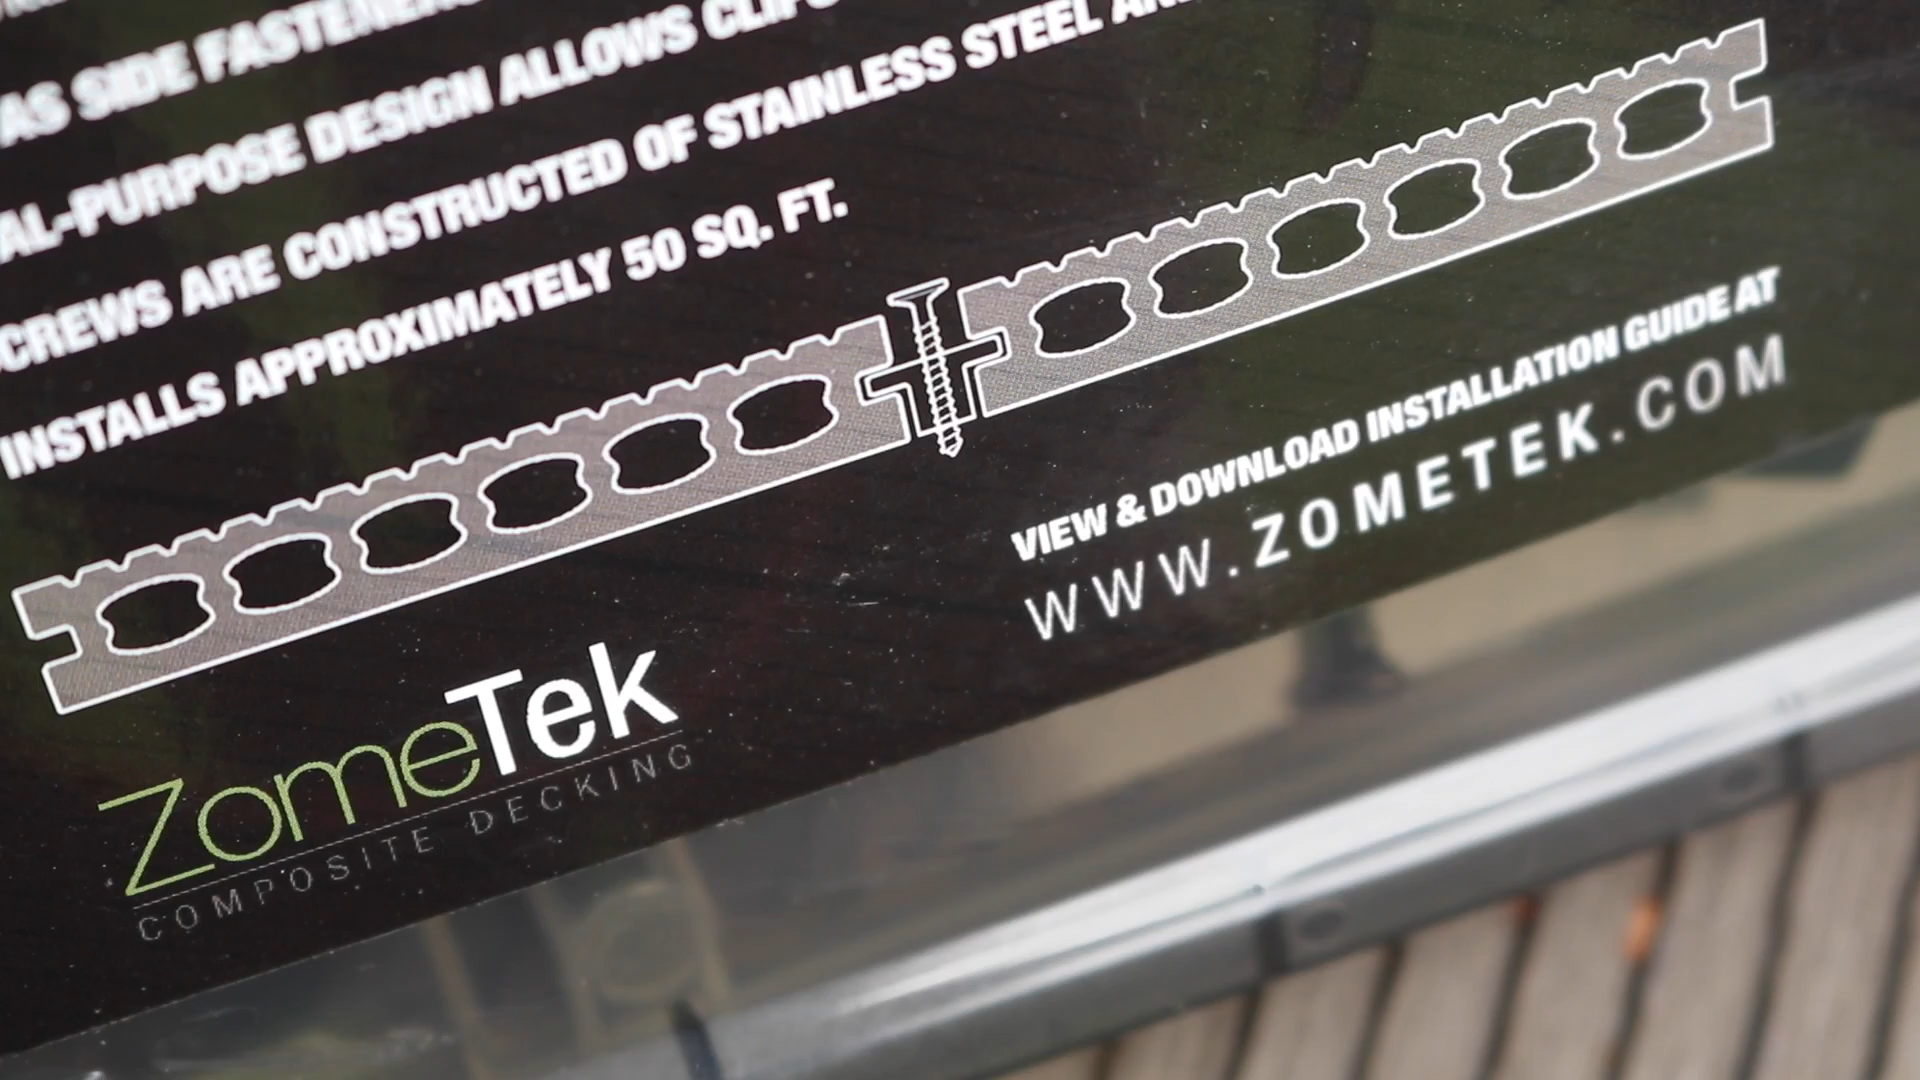 AS SIDE FASTENER
AL-PURPOSE DESIGN ALLOWS CLIPS
CREWS ARE CONSTRUCTED OF STAINLESS STEEL AN
INSTALLS APPROXIMATELY 50 SQ. FT.
VIEW & DOWNLOAD INSTALLATION GUIDE AT
WWW.ZOMETEK.COM
ZomeTek
COMPOSITE DECKING